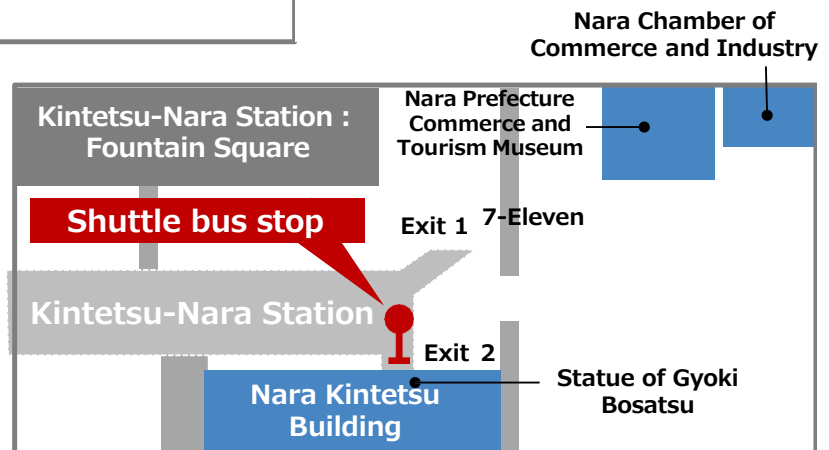 Nara Chamber of
Commerce and Industry
Kintetsu-Nara Station :
Fountain Square
Nara Prefecture
Commerce and
Tourism Museum
Shuttle bus stop
Exit 1
7-Eleven
Kintetsu-Nara Station
Exit 2
Nara Kintetsu
Building
Statue of Gyoki
Bosatsu